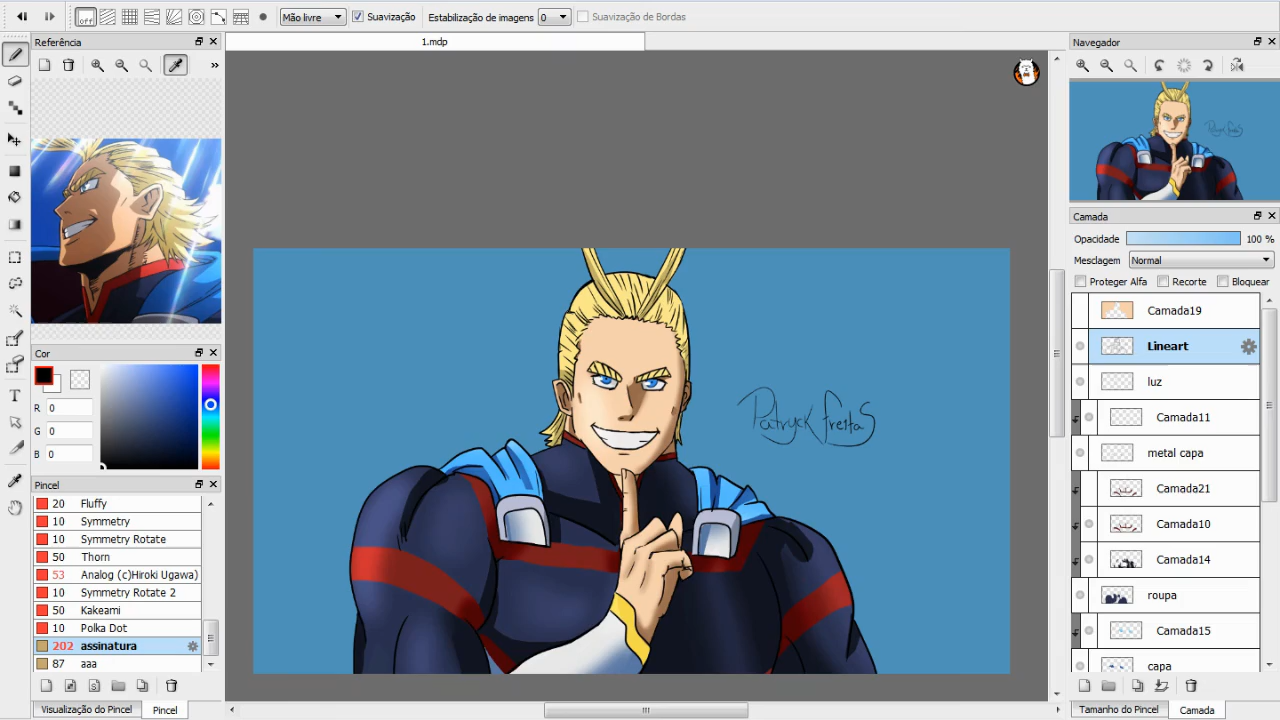 off
Mão livre
Suavização
Estabilização de imagens
0
Suavização de Bordas
Referência
1.mdp
Navegador
»
Camada
Opacidade
100 %
Mesclagem
Normal
Proteger Alfa
Recorte
Bloquear
Camada19
Lineart
luz
Camada11
metal capa
Camada21
Camada10
Camada14
roupa
Camada15
capa
Cor
R 0
G 0
B 0
Pincel
20 Fluffy
10 Symmetry
10 Symmetry Rotate
50 Thorn
53 Analog (c)Hiroki Ugawa)
10 Symmetry Rotate 2
50 Kakeami
10 Polka Dot
202 assinatura
87 aaa
Visualização do Pincel
Pincel
Patryck freitas
Tamanho do Pincel
Camada